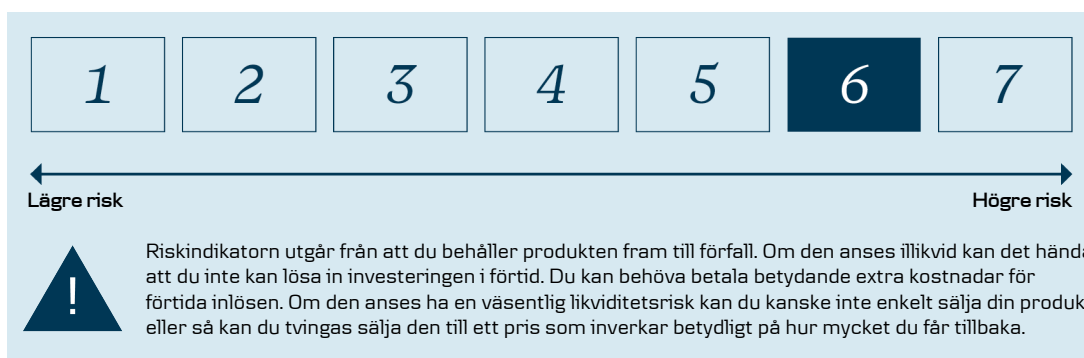 1 2 3 4 5 6 7
Lägre risk Högre risk
Riskindikatorn utgår från att du behåller produkten fram till förfall. Om den anses illikvid kan det hända
att du inte kan lösa in investeringen i förtid. Du kan behöva betala betydande extra kostnadar för
förtida inlösen. Om den anses ha en väsentlig likviditetsrisk kan du kanske inte enkelt sälja din produk
eller så kan du tvingas sälja den till ett pris som inverkar betydligt på hur mycket du får tillbaka.